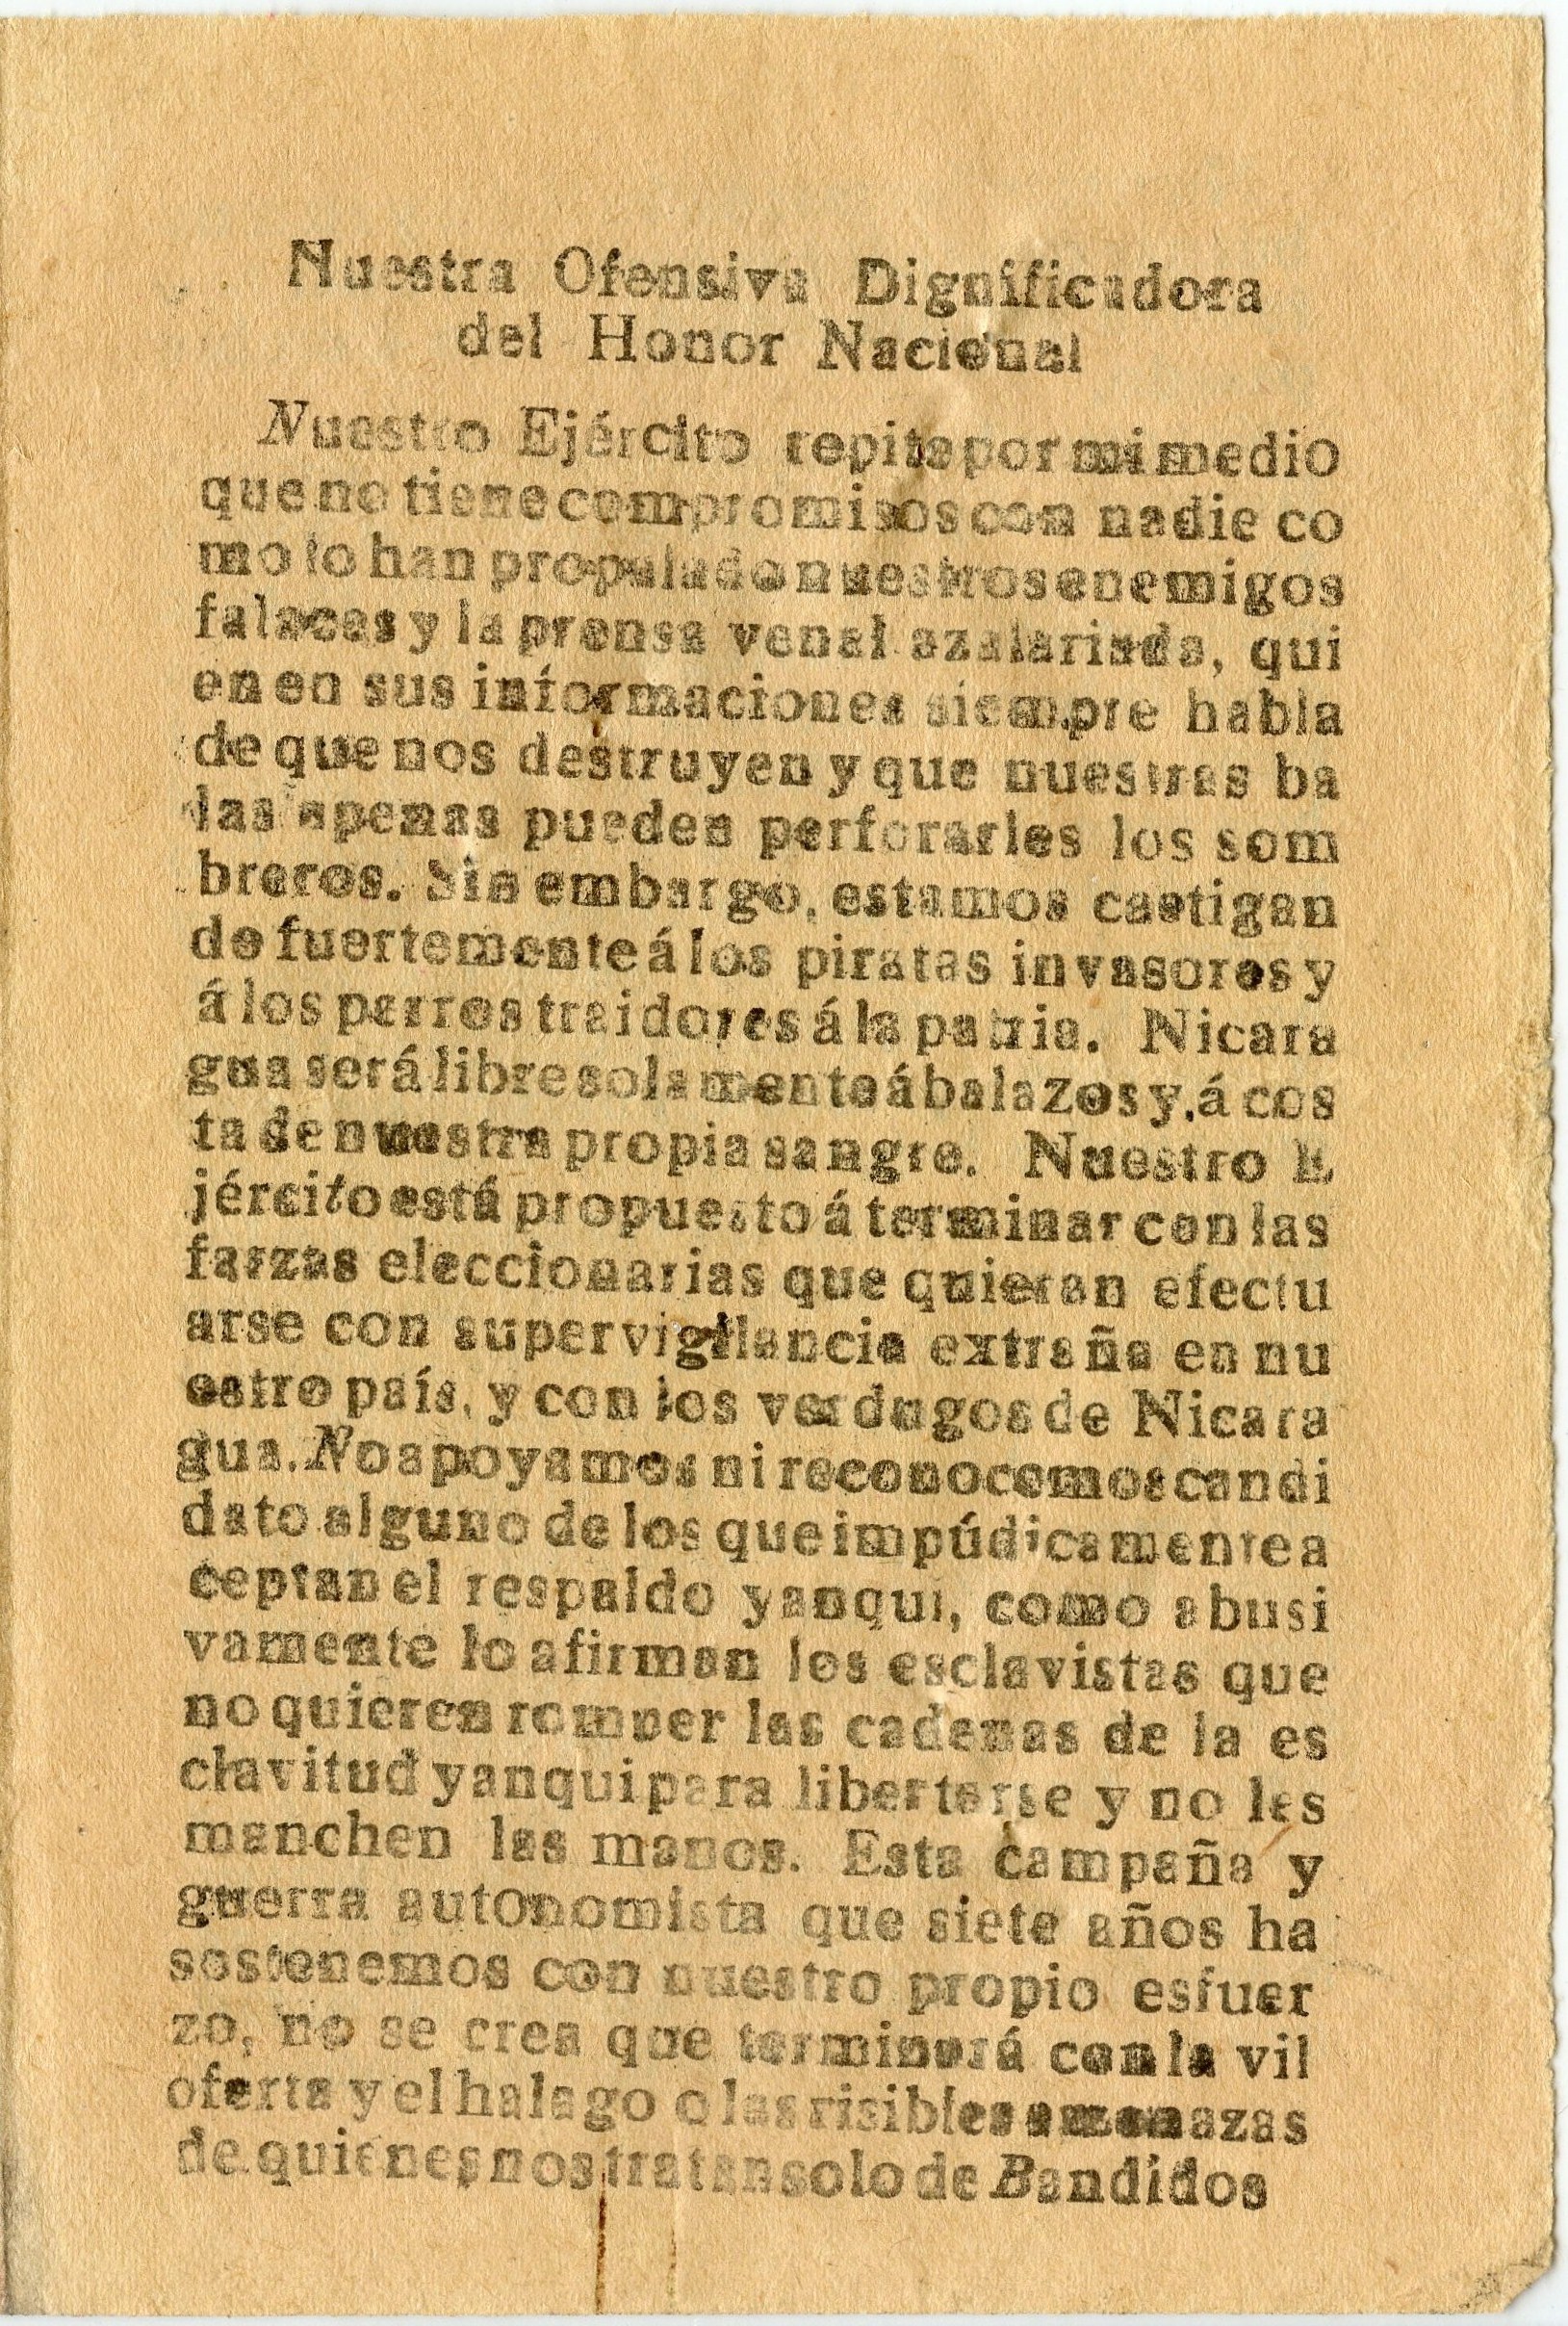 Nuestra Ofensiva Dignificadora
del Honor Nacional
Nuestro Ejército repite por mi medio
que no tiene compromisos con nadie co
mo lo han propalado nuestros enemigos
falaces y la prensa venal azalariada, qui
en en sus informaciones siempre habla
de que nos destruyen y que nuestras ba
las apenas pueden perforarles los som
breros. Sin embargo, estamos castigan
do fuertemente á los piratas invasores y
á los perros traidores á la patria. Nicara
gua será libre solamente á balazos y, á cos
ta de nuestra propia sangre. Nuestro E
jército está propuesto á terminar con las
farzas eleccionarias que quieran efectu
arse con supervigilancia extraña en nu
estro país, y con los verdugos de Nicara
gua. No apoyamos ni reconocemos candi
dato alguno de los que impúdicamente a
ceptan el respaldo yanqui, como abusi
vamente lo afirman los esclavistas que
no quieren romper las cadenas de la es
clavitud yanqui para libertarse y no les
manchen las manos. Esta campaña y
guerra autonomista que siete años ha
sostenemos con nuestro propio esfuer
zo, no se crea que terminará con la vil
oferta y el halago o las risibles amenazas
de quienes nos tratan solo de Bandidos